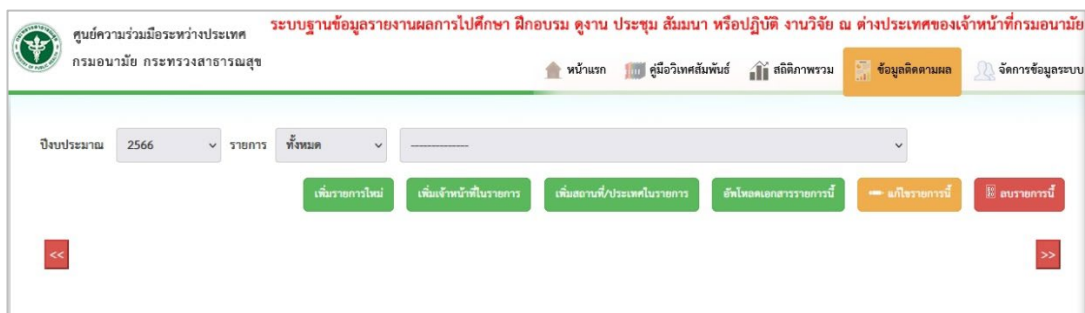 ระบบฐานข้อมูลรายงานผลการไปศึกษา ฝึกอบรม ดูงาน ประชุม สัมมนา หรือปฏิบัติ งานวิจัย ณ ต่างประเทศของเจ้าหน้าที่กรมอนามัย
ศูนย์ความร่วมมือระหว่างประเทศ
กรมอนามัย กระทรวงสาธารณสุข
หน้าแรก คู่มือวิเทศสัมพันธ์ สถิติภาพรวม ข้อมูลติดตามผล จัดการข้อมูลระบบ
ปีงบประมาณ 2566 รายการ ทั้งหมด ---------------
เพิ่มรายการใหม่ เพิ่มเจ้าหน้าที่ในรายการ เพิ่มสถานที่/ประเทศในรายการ อัพโหลดเอกสารรายการนี้ แก้ไขรายการนี้ ลบรายการนี้
<< >>